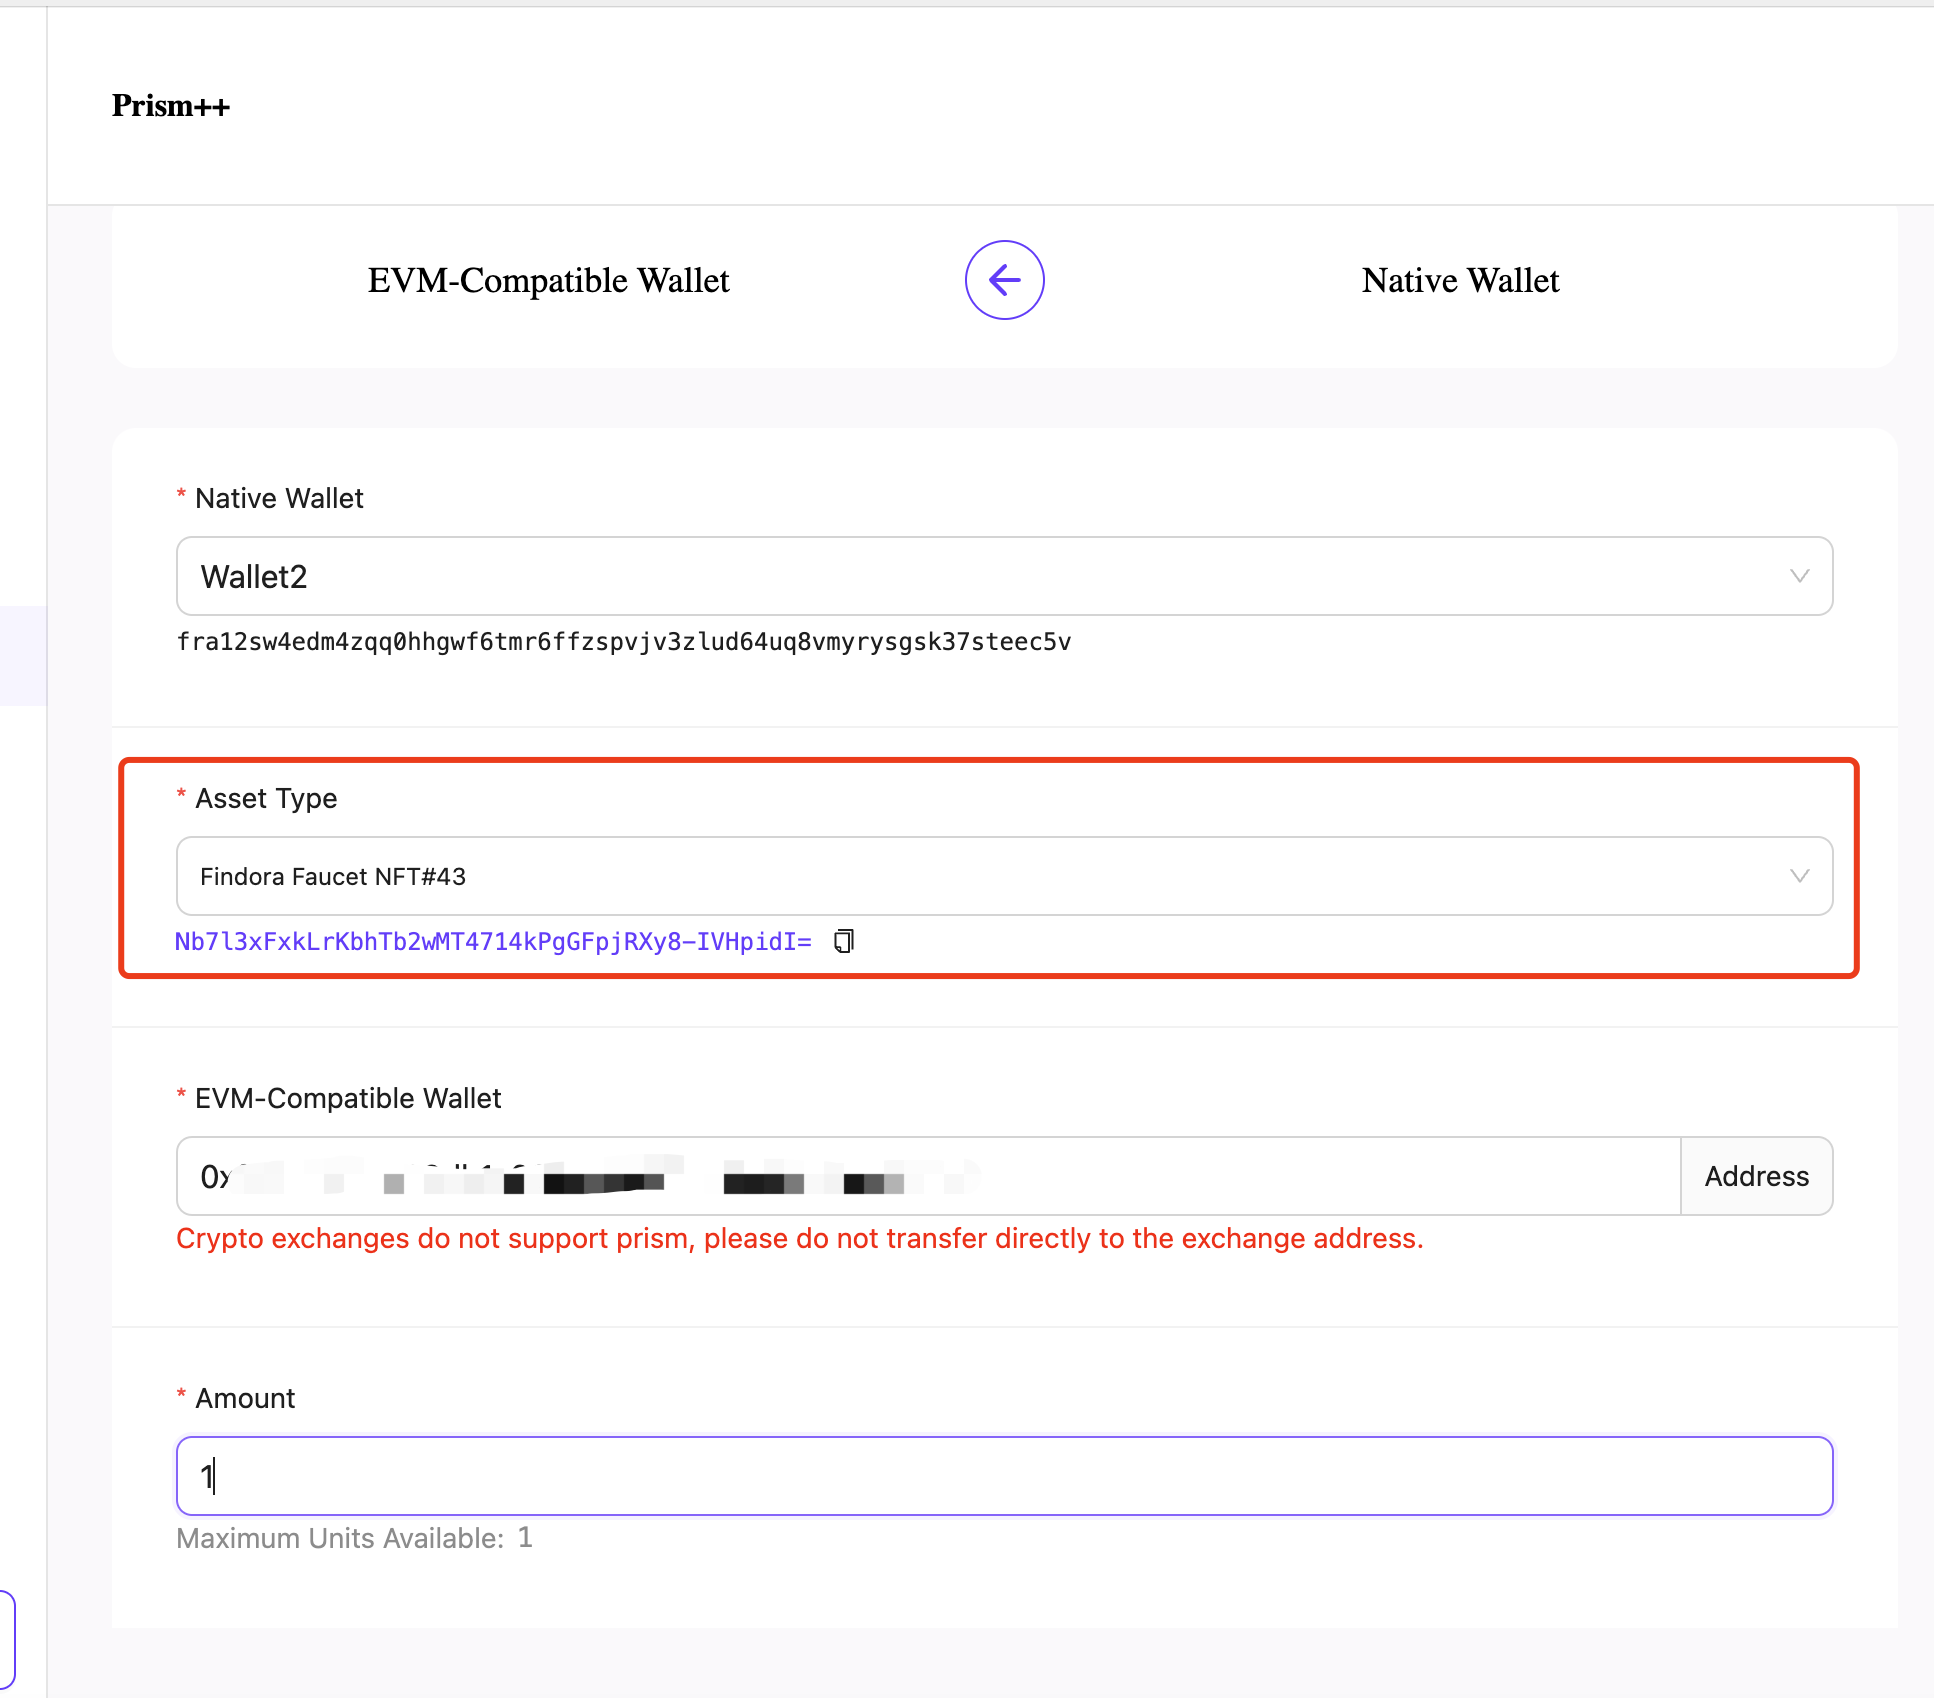 Prism++
EVM-Compatible Wallet
Native Wallet
* Native Wallet
Wallet2
fra12sw4edm4zqq0hhgwf6tmr6ffzspvjv3zlud64uq8vmyrysgsk37steec5v
* Asset Type
Findora Faucet NFT#43
Nb7l3xFxkLrKbhTb2wMT4714kPgGFpjRXy8-IVHpidI=
* EVM-Compatible Wallet
Address
Crypto exchanges do not support prism, please do not transfer directly to the exchange address.
* Amount
1
Maximum Units Available: 1